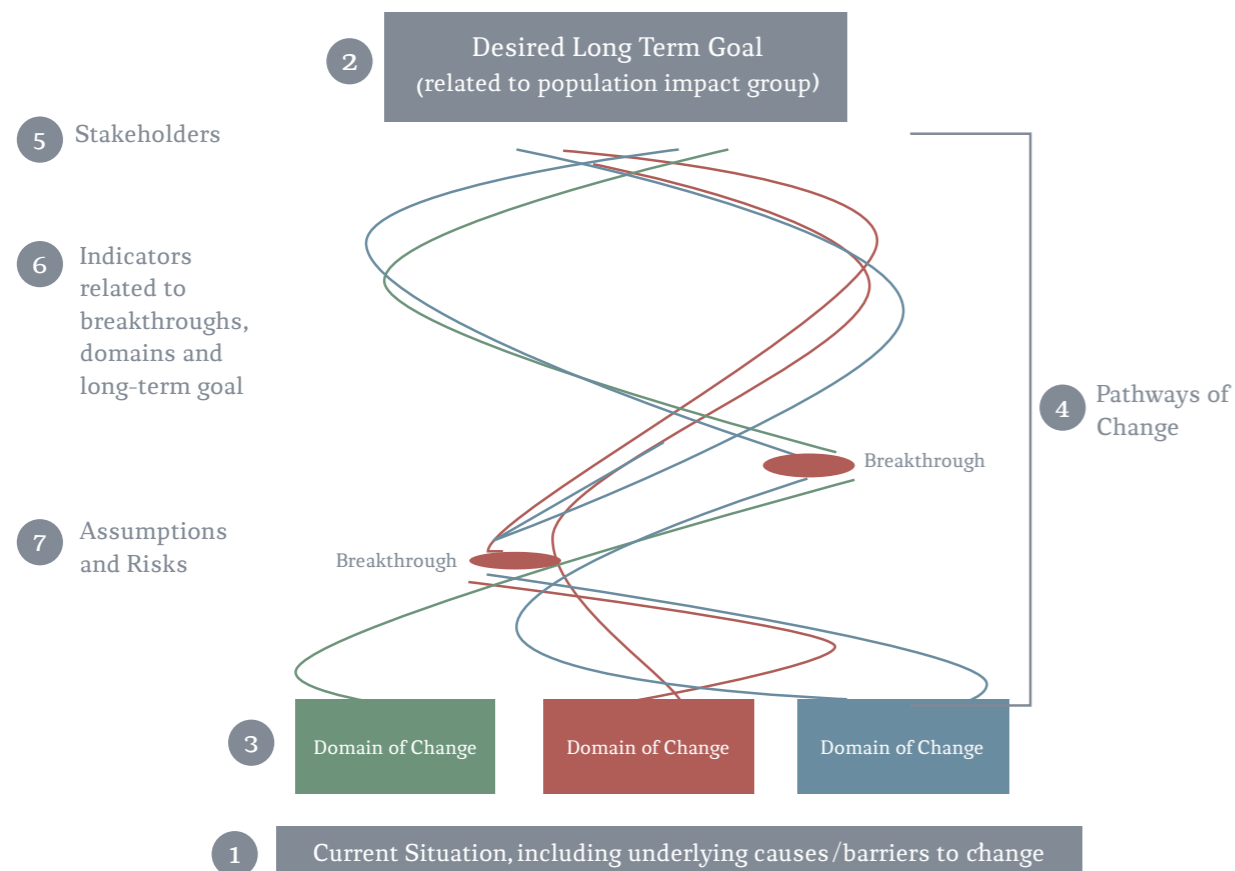 2
Desired Long Term Goal
(related to population impact group)
5
Stakeholders
6
Indicators
related to
breakthroughs,
domains and
long-term goal
4
Pathways of
Change
Breakthrough
7
Assumptions
and Risks
Breakthrough
3
Domain of Change
Domain of Change
Domain of Change
1
Current Situation, including underlying causes/barriers to change